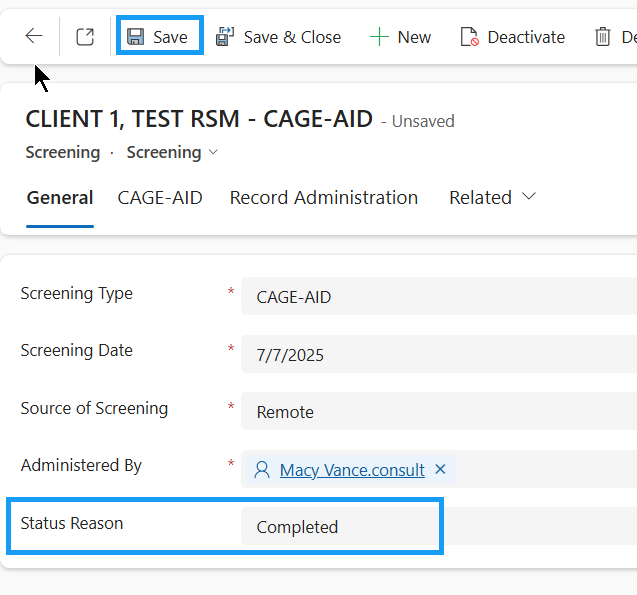 Save Save & Close New Deactivate
CLIENT 1, TEST RSM - CAGE-AID - Unsaved
Screening · Screening
General CAGE-AID Record Administration Related
Screening Type * CAGE-AID
Screening Date * 7/7/2025
Source of Screening * Remote
Administered By * Macy Vance.consult ×
Status Reason Completed